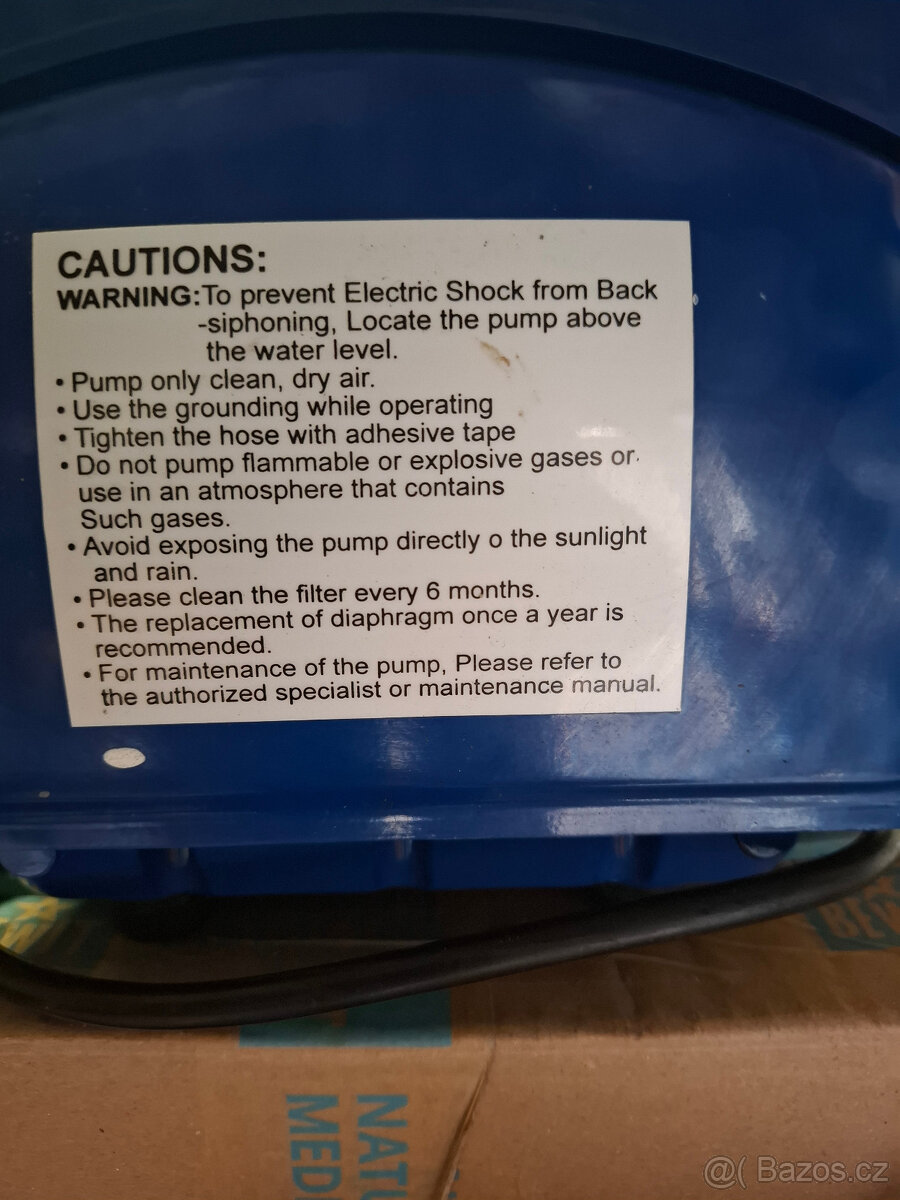 CAUTIONS:
WARNING:To prevent Electric Shock from Back
-siphoning, Locate the pump above
the water level.
• Pump only clean, dry air.
• Use the grounding while operating
• Tighten the hose with adhesive tape
• Do not pump flammable or explosive gases or.
use in an atmosphere that contains
Such gases.
• Avoid exposing the pump directly o the sunlight
and rain.
• Please clean the filter every 6 months.
• The replacement of diaphragm once a year is
recommended.
• For maintenance of the pump, Please refer to
the authorized specialist or maintenance manual.
@( Bazos.cz